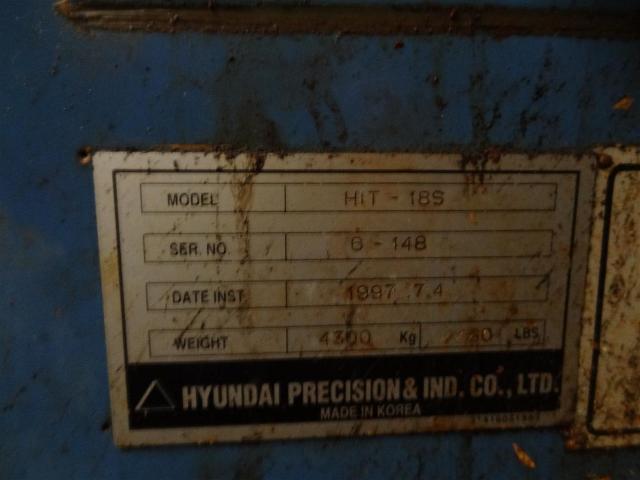 MODEL HIT - 18S
SER. NO. 6 - 148
DATE INST. 1997 7.4
WEIGHT 4300 Kg LBS
HYUNDAI PRECISION & IND. CO., LTD.
MADE IN KOREA